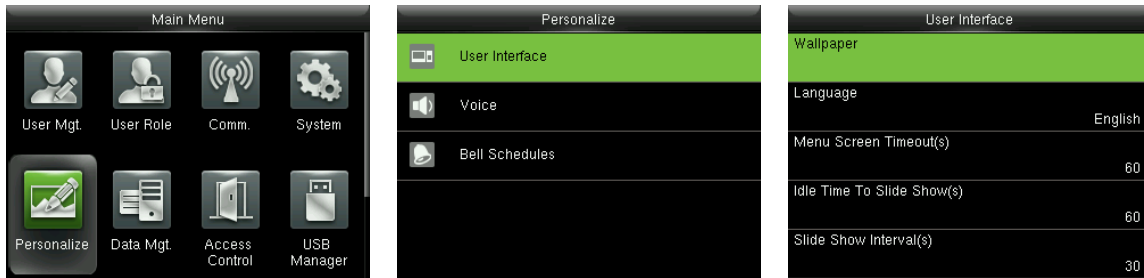 Main Menu
User Mgt.
User Role
Comm.
System
Personalize
Data Mgt.
Access
Control
USB
Manager
Personalize
User Interface
Voice
Bell Schedules
User Interface
Wallpaper
Language
English
Menu Screen Timeout(s)
60
Idle Time To Slide Show(s)
60
Slide Show Interval(s)
30